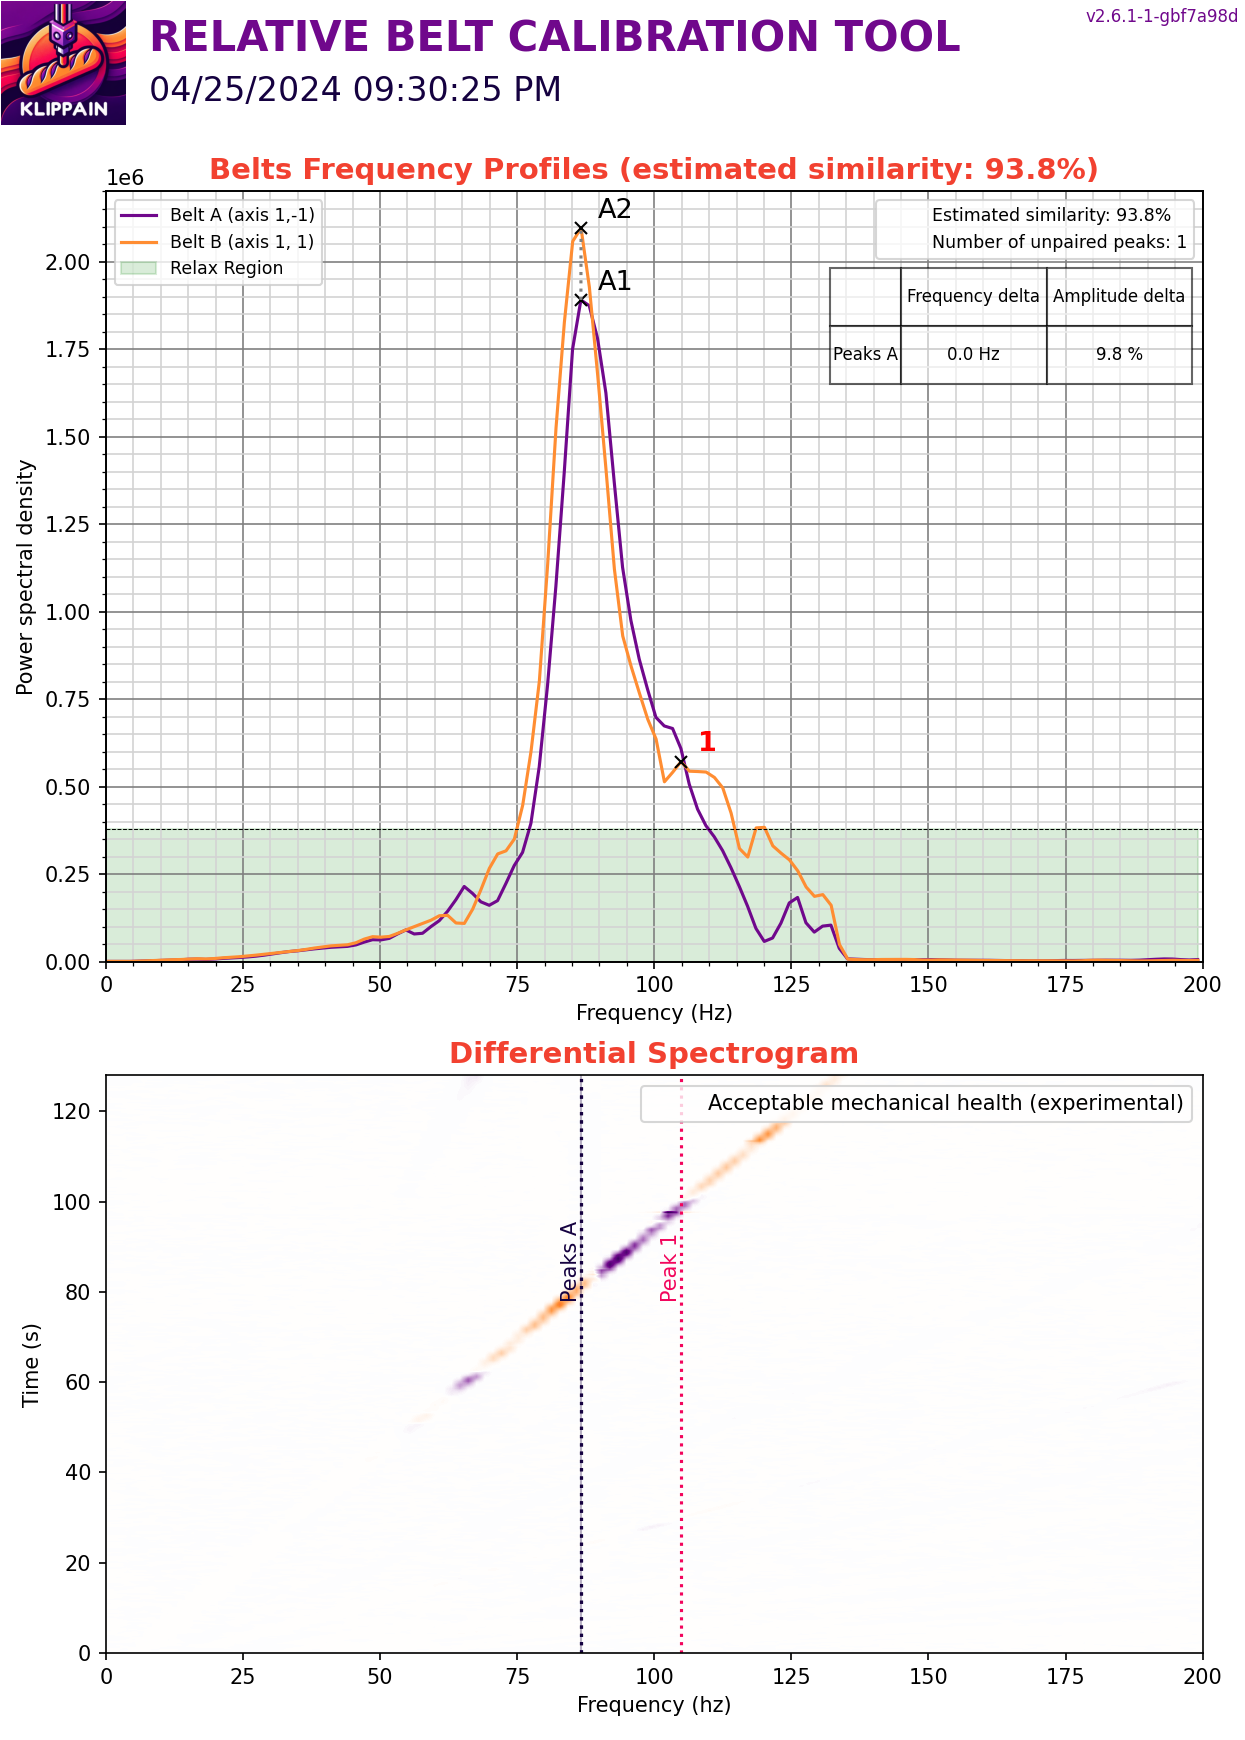 KLIPPAIN
RELATIVE BELT CALIBRATION TOOL
04/25/2024 09:30:25 PM
v2.6.1-1-gbf7a98d
Belts Frequency Profiles (estimated similarity: 93.8%)
1e6
Belt A (axis 1,-1)
Belt B (axis 1, 1)
Relax Region
A2
A1
1
Estimated similarity: 93.8%
Number of unpaired peaks: 1
Frequency delta Amplitude delta
Peaks A 0.0 Hz 9.8 %
Power spectral density
2.00
1.75
1.50
1.25
1.00
0.75
0.50
0.25
0.00
0 25 50 75 100 125 150 175 200
Frequency (Hz)
Differential Spectrogram
Acceptable mechanical health (experimental)
Peaks A
Peak 1
Time (s)
120
100
80
60
40
20
0
0 25 50 75 100 125 150 175 200
Frequency (hz)